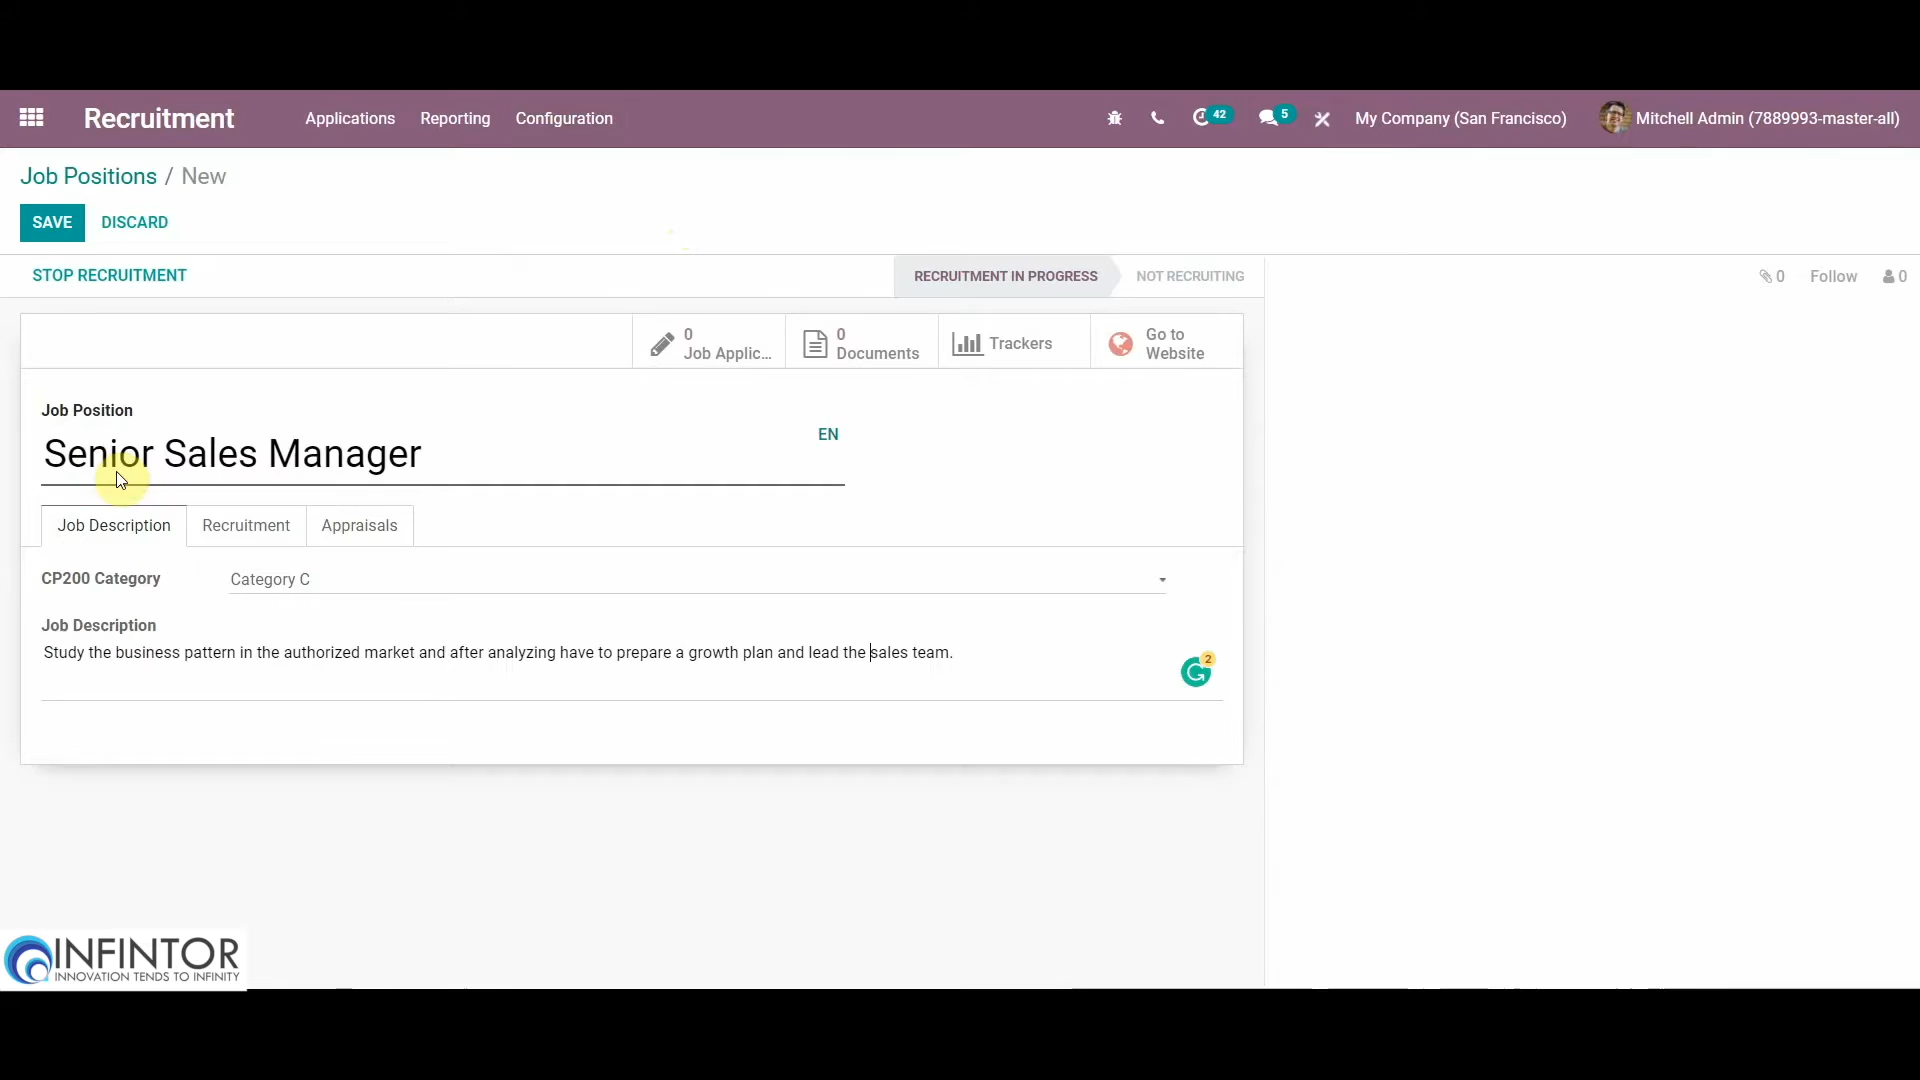 Recruitment
Applications
Reporting
Configuration
42
5
My Company (San Francisco)
Mitchell Admin (7889993-master-all)
Job Positions / New
SAVE
DISCARD
STOP RECRUITMENT
RECRUITMENT IN PROGRESS
NOT RECRUITING
0
Follow
0
0
Job Applic...
0
Documents
Trackers
Go to
Website
Job Position
Senior Sales Manager
EN
Job Description
Recruitment
Appraisals
CP200 Category
Category C
Job Description
Study the business pattern in the authorized market and after analyzing have to prepare a growth plan and lead the sales team.
2
INFINTOR
INNOVATION TENDS TO INFINITY